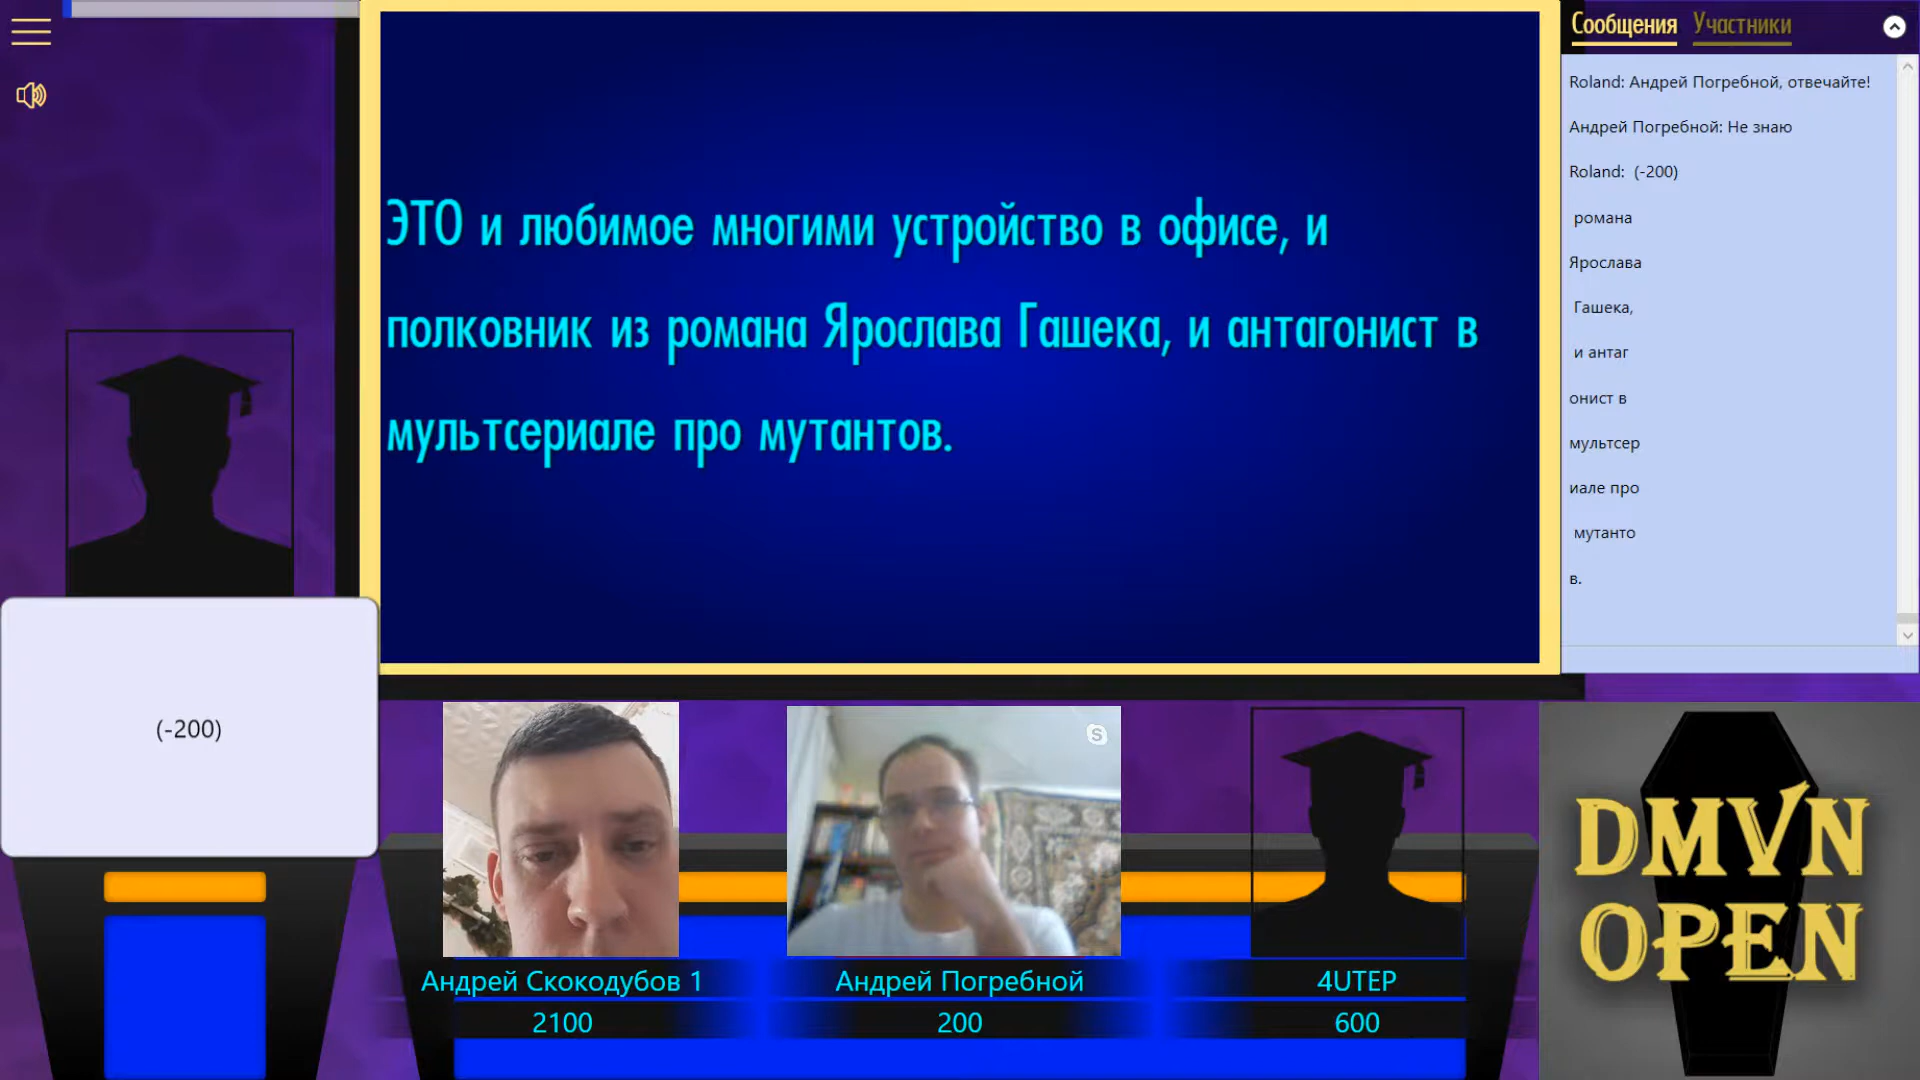 Сообщения Участники
Roland: Андрей Погребной, отвечайте!
Андрей Погребной: Не знаю
Roland: (-200)
романа
Ярослава
Гашека,
и антаг
онист в
мультсер
иале про
мутанто
в.
ЭТО и любимое многими устройство в офисе, и
полковник из романа Ярослава Гашека, и антагонист в
мультсериале про мутантов.
(-200)
S
Андрей Скокодубов 1
2100
Андрей Погребной
200
4UTEP
600
DMVN
OPEN